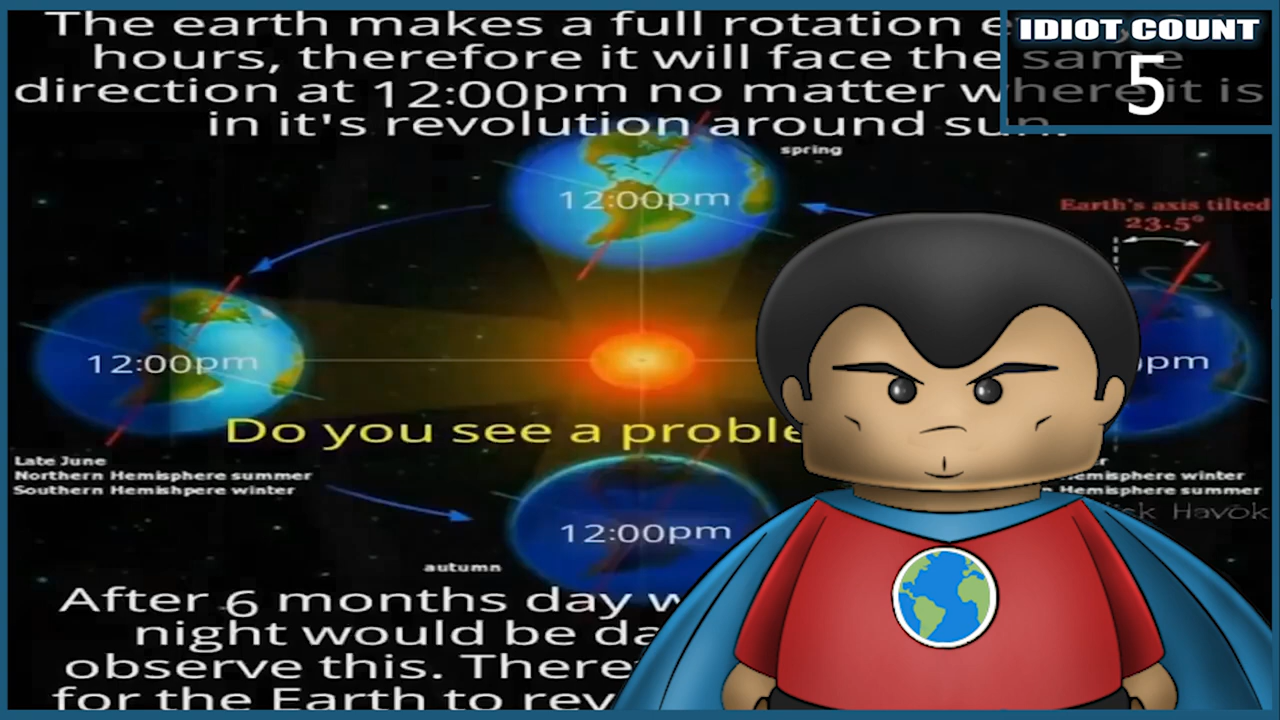 The earth makes a full rotation
IDIOT COUNT
5
hours, therefore it will face the same
direction at 12:00pm no matter where it is
in it's revolution around sun.
spring
12:00pm
Earth's axis tilted
23.5°
12:00pm
pm
Do you see a proble
Late June
Northern Hemisphere summer
Southern Hemishpere winter
misphere winter
Hemisphere summer
Havok
12:00pm
autumn
After 6 months day w
night would be da
observe this. There
for the Earth to rev